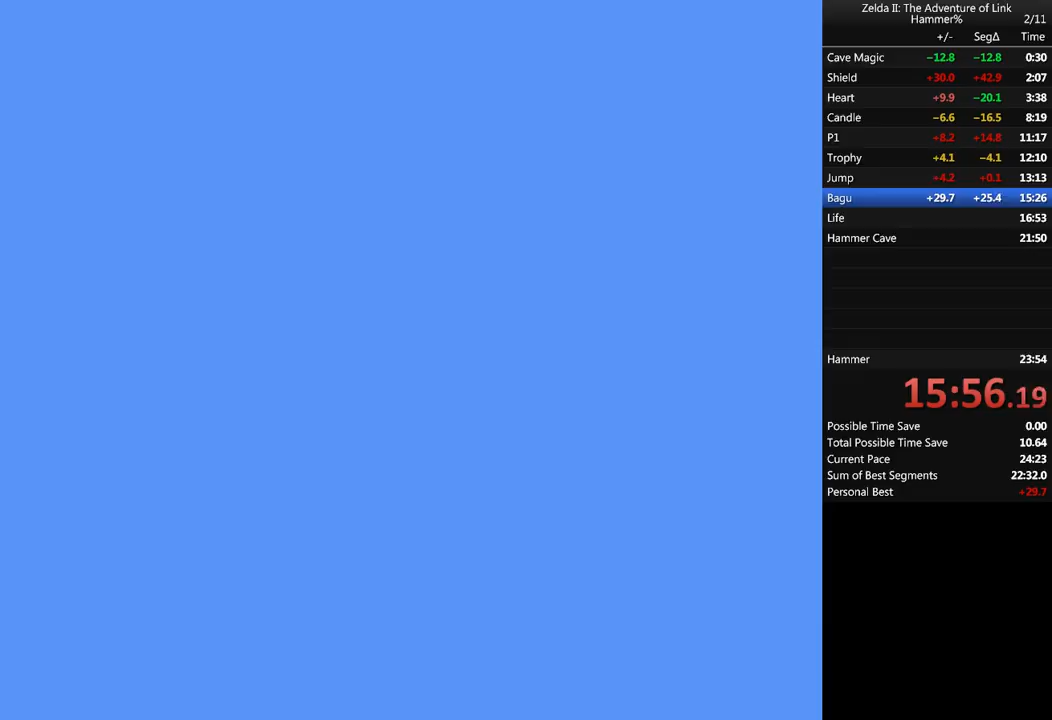 Zelda II: The Adventure of Link
Hammer% 2/11
+/- SegΔ Time
Cave Magic −12.8 −12.8 0:30
Shield +30.0 +42.9 2:07
Heart +9.9 −20.1 3:38
Candle −6.6 −16.5 8:19
P1 +8.2 +14.8 11:17
Trophy +4.1 −4.1 12:10
Jump +4.2 +0.1 13:13
Bagu +29.7 +25.4 15:26
Life 16:53
Hammer Cave 21:50
Hammer 23:54
15:56.19
Possible Time Save 0.00
Total Possible Time Save 10.64
Current Pace 24:23
Sum of Best Segments 22:32.0
Personal Best +29.7